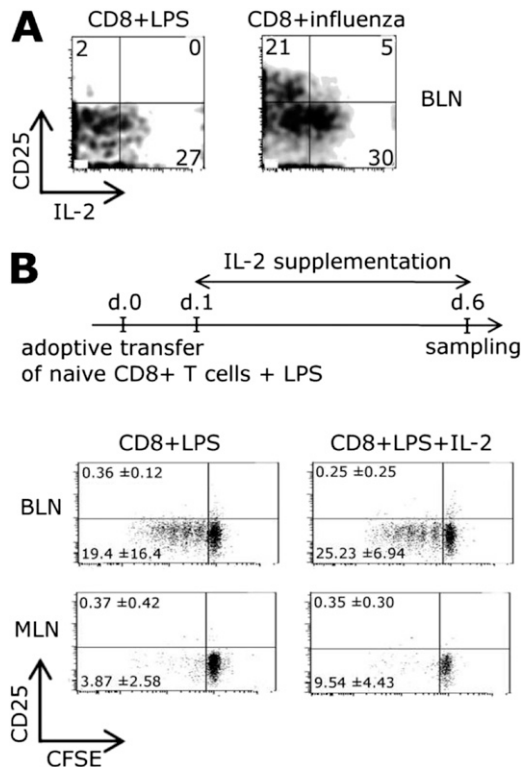 A
CD8+LPS
CD8+influenza
2
0
27
21
5
30
BLN
CD25
IL-2
B
IL-2 supplementation
d.0
d.1
d.6
adoptive transfer
of naive CD8+ T cells + LPS
sampling
CD8+LPS
CD8+LPS+IL-2
BLN
0.36 ±0.12
19.4 ±16.4
0.25 ±0.25
25.23 ±6.94
MLN
0.37 ±0.42
3.87 ±2.58
0.35 ±0.30
9.54 ±4.43
CD25
CFSE